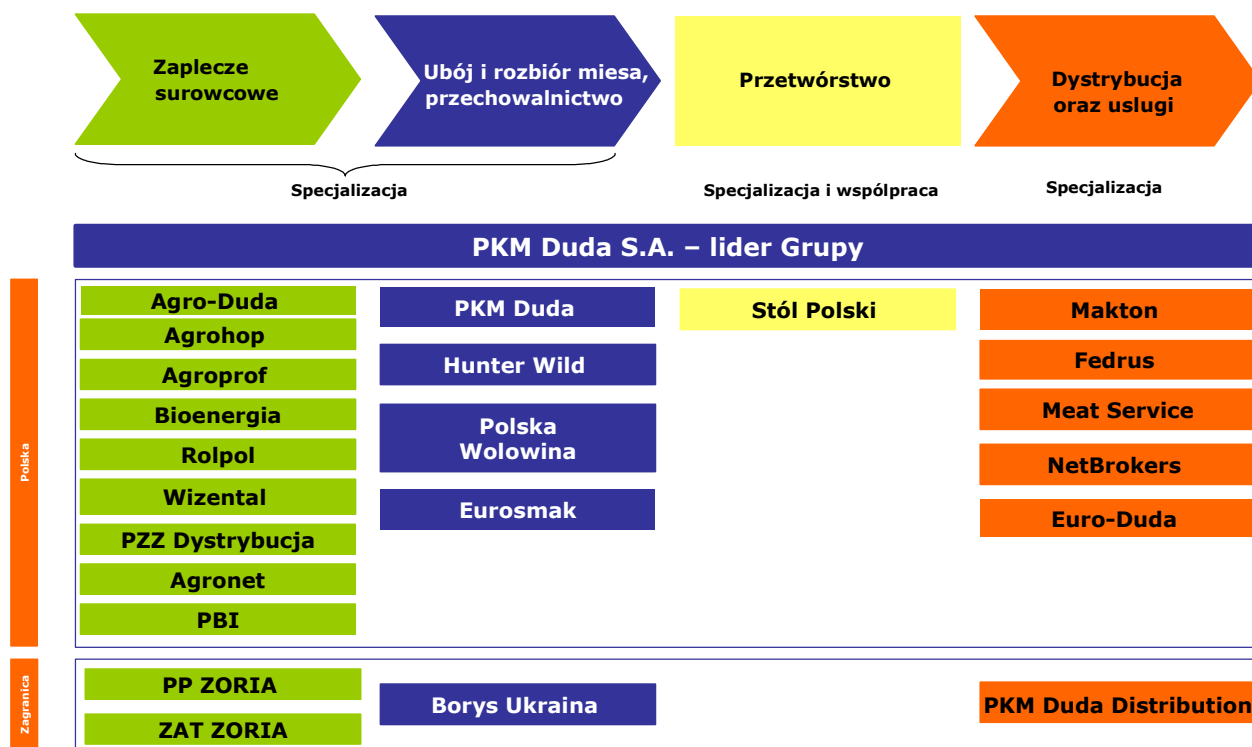 Zaplecze
surowcowe
Ubój i rozbiór miesa,
przechowalnictwo
Przetwórstwo
Dystrybucja
oraz uslugi
Specjalizacja
Specjalizacja i wspólpraca
Specjalizacja
PKM Duda S.A. – lider Grupy
Polska
Agro-Duda
Agrohop
Agroprof
Bioenergia
Rolpol
Wizental
PZZ Dystrybucja
Agronet
PBI
PKM Duda
Hunter Wild
Polska
Wolowina
Eurosmak
Stól Polski
Makton
Fedrus
Meat Service
NetBrokers
Euro-Duda
Zagranica
PP ZORIA
ZAT ZORIA
Borys Ukraina
PKM Duda Distribution